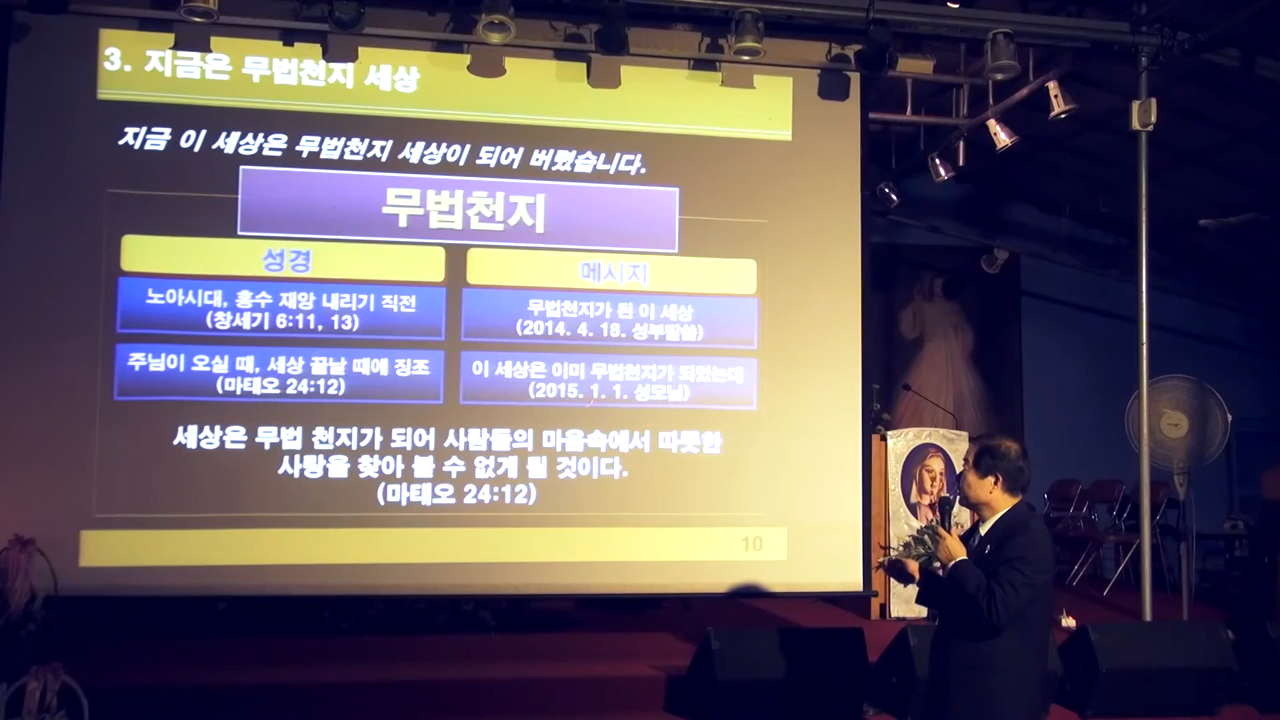 3. 지금은 무법천지 세상
지금 이 세상은 무법천지 세상이 되어 버렸습니다.
무법천지
성경
메시지
노아시대, 홍수 재앙 내리기 직전
(창세기 6:11, 13)
무법천지가 된 이 세상
(2014. 4. 18. 성부말씀)
주님이 오실 때, 세상 끝날 때에 징조
(마태오 24:12)
이 세상은 이미 무법천지가 되었는데
(2015. 1. 1. 성모님)
세상은 무법 천지가 되어 사람들의 마음속에서 따뜻한
사랑을 찾아 볼 수 없게 될 것이다.
(마태오 24:12)
10